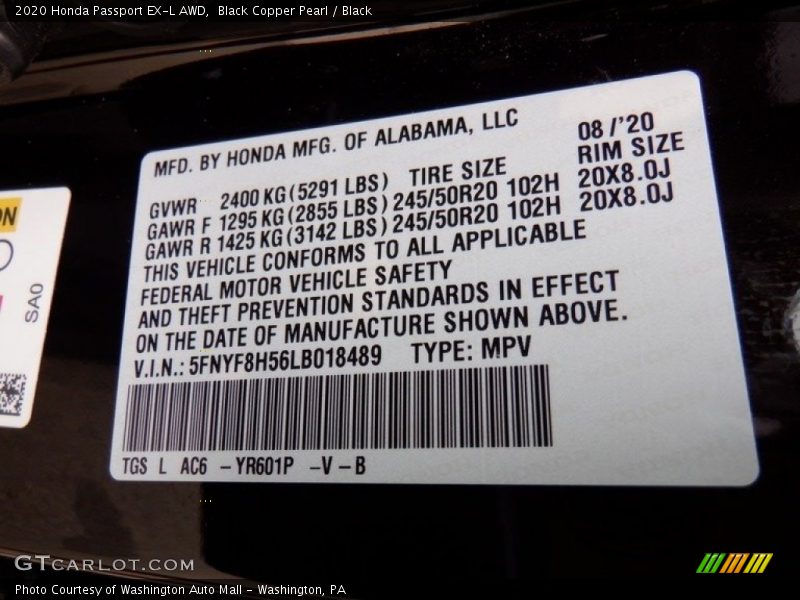 2020 Honda Passport EX-L AWD,  Black Copper Pearl / Black
MFD. BY HONDA MFG. OF ALABAMA, LLC 08 /'20
GVWR 2400 KG (5291 LBS) TIRE SIZE RIM SIZE
GAWR F 1295 KG (2855 LBS) 245/50R20 102H 20X8.0J
GAWR R 1425 KG (3142 LBS) 245/50R20 102H 20X8.0J
THIS VEHICLE CONFORMS TO ALL APPLICABLE
FEDERAL MOTOR VEHICLE SAFETY
AND THEFT PREVENTION STANDARDS IN EFFECT
ON THE DATE OF MANUFACTURE SHOWN ABOVE.
V.I.N.: 5FNYF8H56LB018489 TYPE: MPV
TGS L AC6 -YR601P -V -B
SA0
GTCARLOT.COM
Photo Courtesy of Washington Auto Mall - Washington, PA